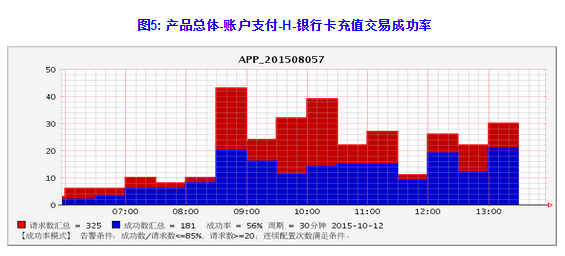 图5: 产品总体-账户支付-H-银行卡充值交易成功率
APP_201508057
50
40
30
20
10
0
07:00 08:00 09:00 10:00 11:00 12:00 13:00
请求数汇总 = 325 成功数汇总 = 181 成功率 = 56% 周期 = 30分钟 2015-10-12
【成功率模式】 告警条件: 成功数/请求数<=85%, 请求数>=20; 连续配置次数满足条件.